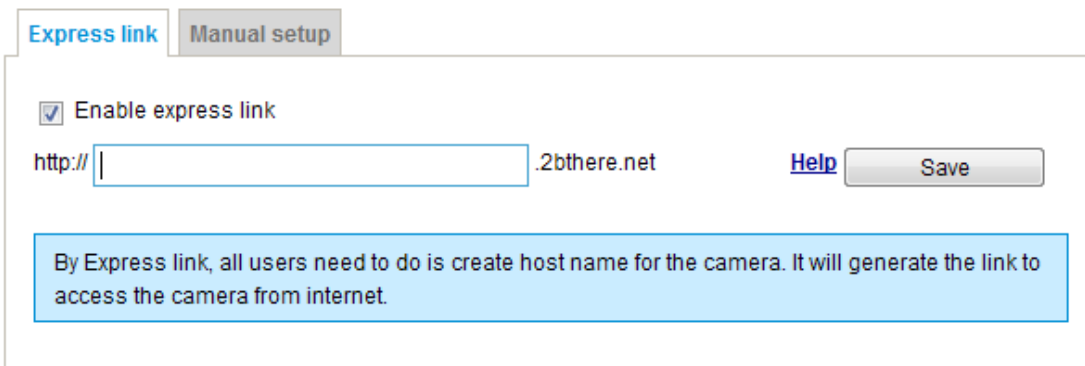 Express link Manual setup
Enable express link
http:// .2bthere.net Help Save
By Express link, all users need to do is create host name for the camera. It will generate the link to
access the camera from internet.